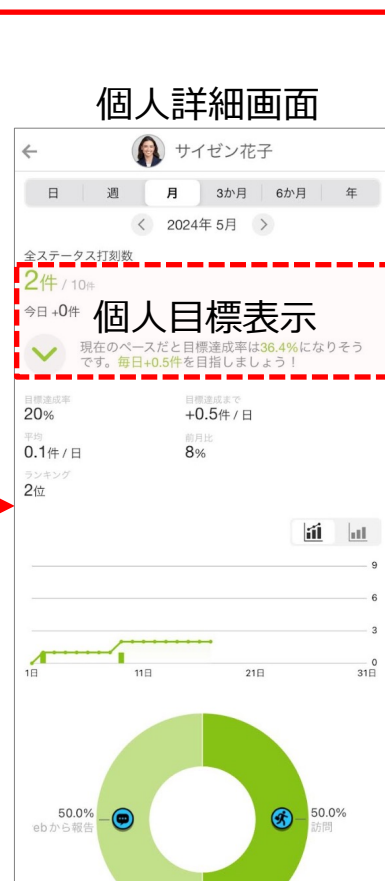 個人詳細画面
サイゼン花子
日 週 月 3か月 6か月 年
2024年 5月
全ステータス打刻数
2件 / 10件
今日 +0件
個人目標表示
現在のペースだと目標達成率は36.4%になりそう
です。毎日+0.5件を目指しましょう！
目標達成率 目標達成まで
20% +0.5件 / 日
平均 前月比
0.1件 / 日 8%
ランキング
2位
9
6
3
0
1日 11日 21日 31日
50.0% 50.0%
ebから報告 訪問